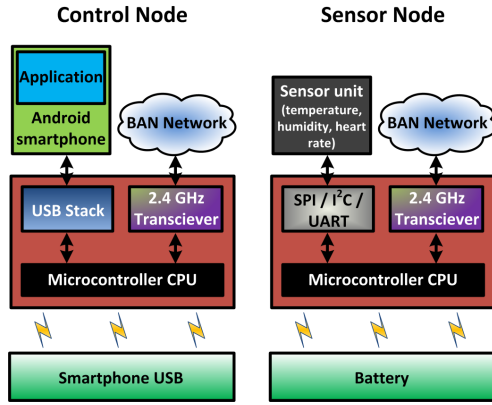 Control Node
Application
Android
smartphone
BAN Network
USB Stack
2.4 GHz
Transciever
Microcontroller CPU
Smartphone USB
Sensor Node
Sensor unit
(temperature,
humidity, heart
rate)
BAN Network
SPI / I²C /
UART
2.4 GHz
Transciever
Microcontroller CPU
Battery